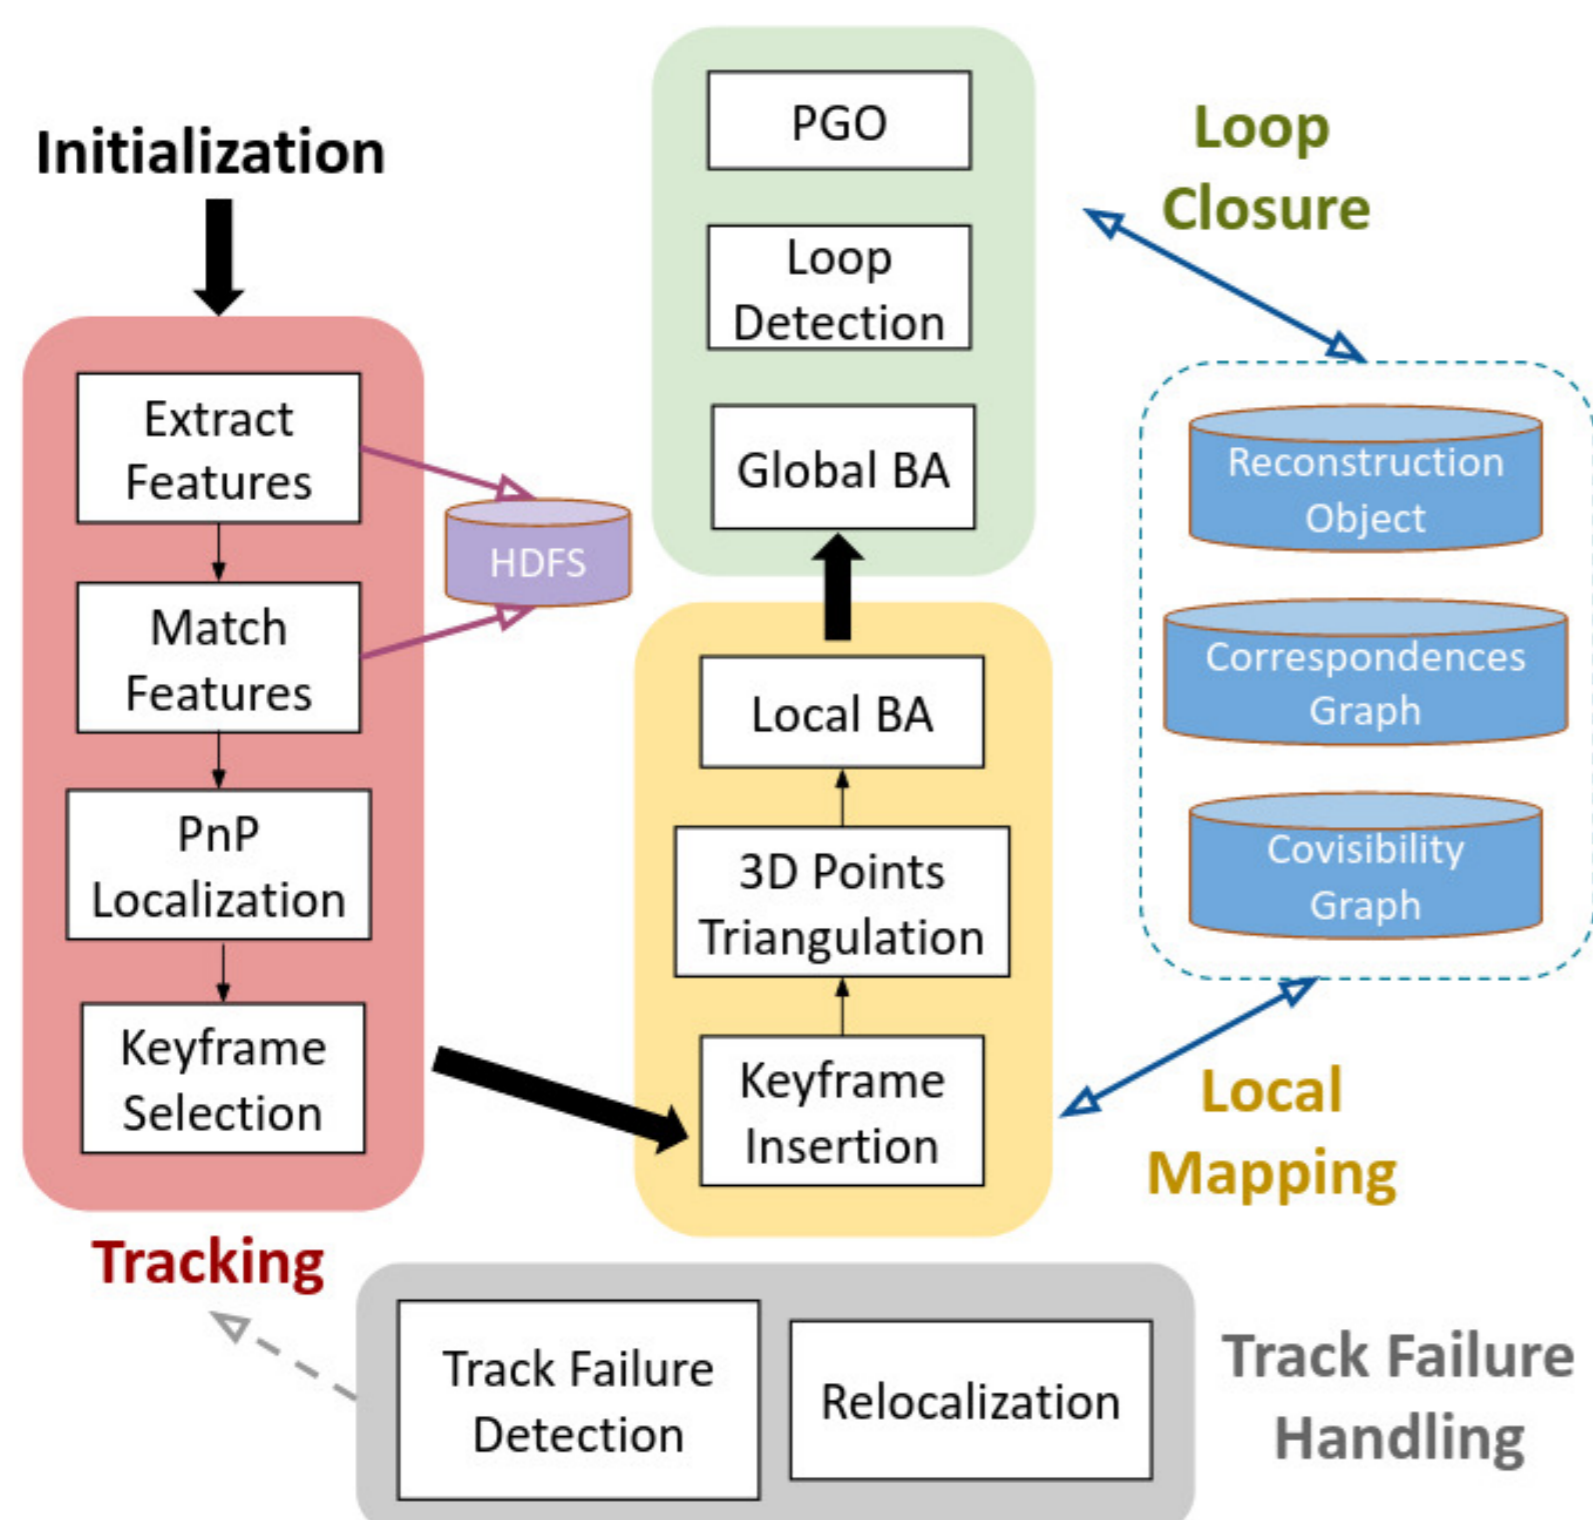 Initialization
Extract
Features
Match
Features
PnP
Localization
Keyframe
Selection
Tracking
HDFS
PGO
Loop
Detection
Global BA
Local BA
3D Points
Triangulation
Keyframe
Insertion
Loop
Closure
Reconstruction
Object
Correspondences
Graph
Covisibility
Graph
Local
Mapping
Track Failure
Detection
Relocalization
Track Failure
Handling